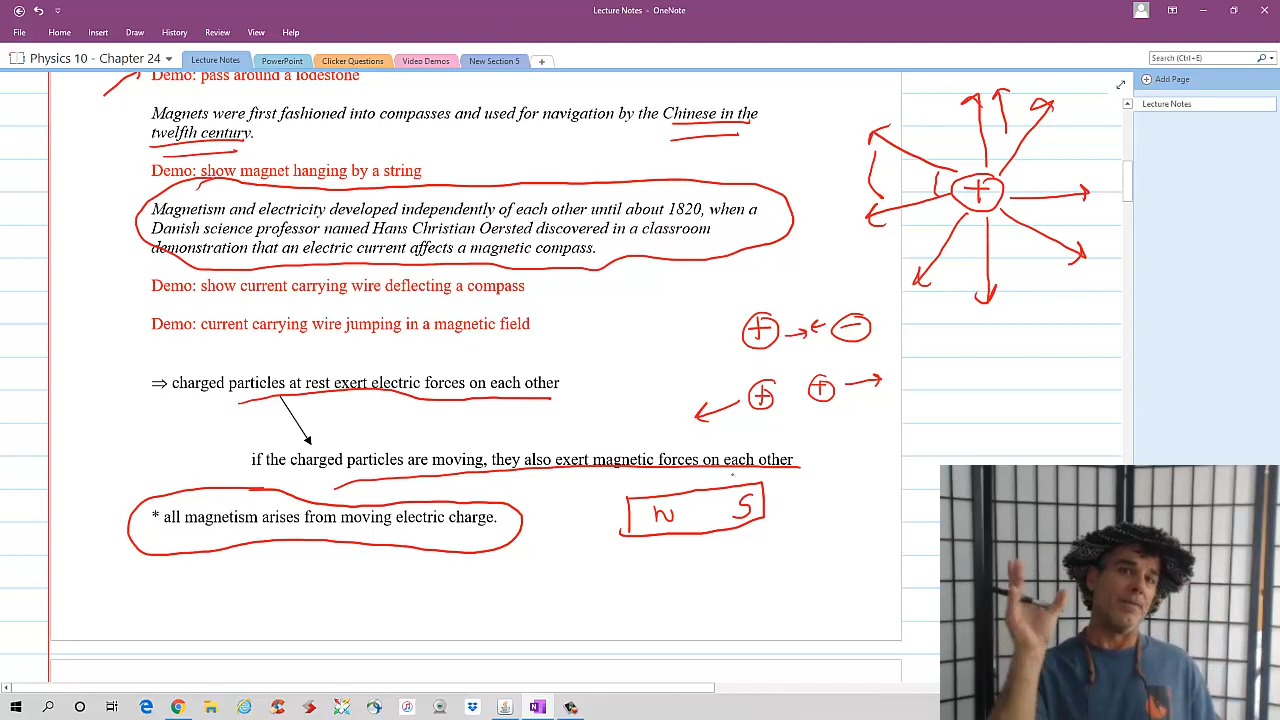 Lecture Notes - OneNote
File Home Insert Draw History Review View Help
Physics 10 - Chapter 24 Lecture Notes PowerPoint Clicker Questions Video Demos New Section 5
Search (Ctrl+E)
Add Page
Lecture Notes
Demo: pass around a lodestone
Magnets were first fashioned into compasses and used for navigation by the Chinese in the
twelfth century.
Demo: show magnet hanging by a string
Magnetism and electricity developed independently of each other until about 1820, when a
Danish science professor named Hans Christian Oersted discovered in a classroom
demonstration that an electric current affects a magnetic compass.
Demo: show current carrying wire deflecting a compass
Demo: current carrying wire jumping in a magnetic field
+
+ −
+ +
⇒ charged particles at rest exert electric forces on each other
if the charged particles are moving, they also exert magnetic forces on each other
N S
* all magnetism arises from moving electric charge.